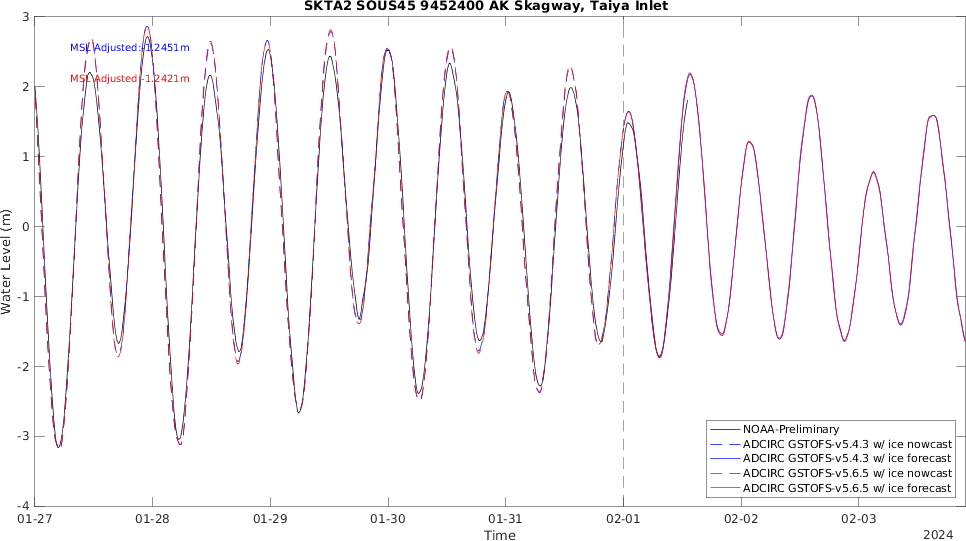 SKTA2 SOUS45 9452400 AK Skagway, Taiya Inlet
3
2
1
0
-1
-2
-3
-4
Water Level (m)
MSL Adjusted:-1.2451m
MSL Adjusted:-1.2421m
NOAA-Preliminary
ADCIRC GSTOFS-v5.4.3 w/ ice nowcast
ADCIRC GSTOFS-v5.4.3 w/ ice forecast
ADCIRC GSTOFS-v5.6.5 w/ ice nowcast
ADCIRC GSTOFS-v5.6.5 w/ ice forecast
01-27 01-28 01-29 01-30 01-31 02-01 02-02 02-03
Time
2024